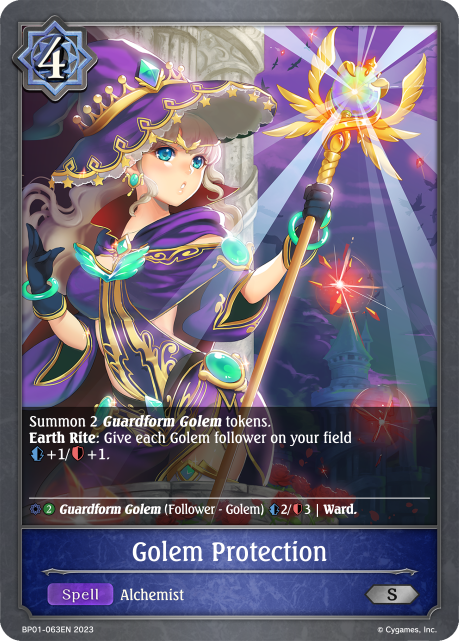 4
Summon 2 Guardform Golem tokens.
Earth Rite: Give each Golem follower on your field
+1/+1.
2 Guardform Golem (Follower - Golem) 2/3 | Ward.
Golem Protection
Spell Alchemist
S
BP01-063EN 2023
© Cygames, Inc.